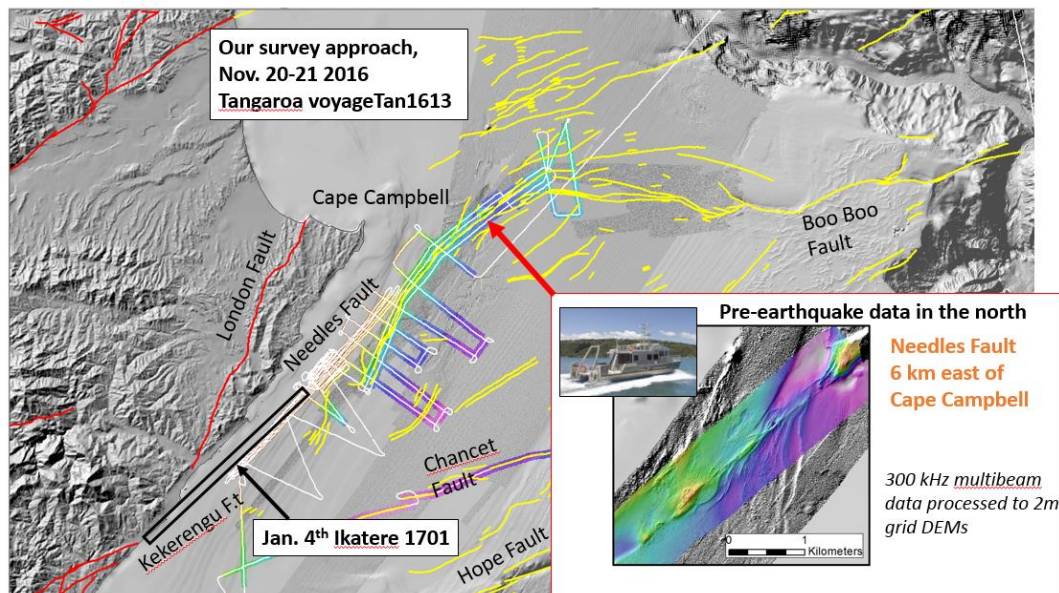 Our survey approach,
Nov. 20-21 2016
Tangaroa voyageTan1613
Cape Campbell
London Fault
Needles Fault
Boo Boo
Fault
Chancet
Fault
Kekerengu F.t
Hope Fault
Jan. 4th Ikatere 1701
Pre-earthquake data in the north
Needles Fault
6 km east of
Cape Campbell
300 kHz multibeam
data processed to 2m
grid DEMs
0 1
Kilometers